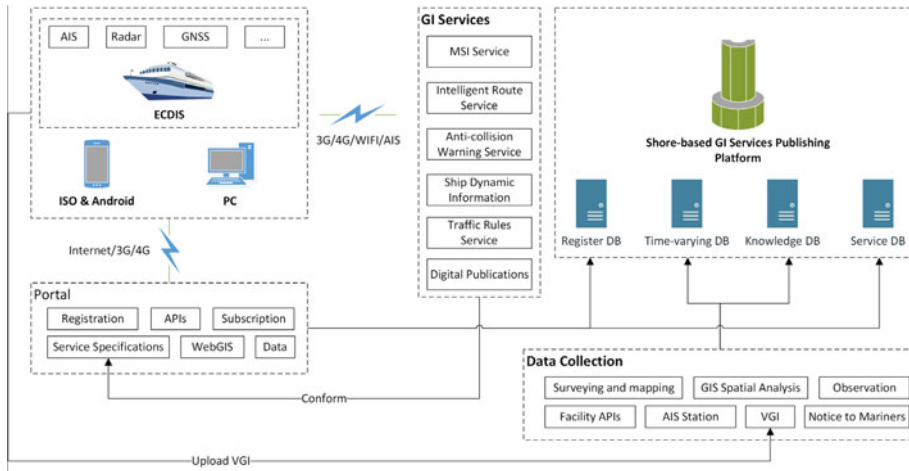 AIS
Radar
GNSS
...
ECDIS
ISO & Android
PC
3G/4G/WIFI/AIS
Internet/3G/4G
GI Services
MSI Service
Intelligent Route
Service
Anti-collision
Warning Service
Ship Dynamic
Information
Traffic Rules
Service
Digital Publications
Shore-based GI Services Publishing
Platform
Register DB
Time-varying DB
Knowledge DB
Service DB
Portal
Registration
APIs
Subscription
Service Specifications
WebGIS
Data
Conform
Data Collection
Surveying and mapping
GIS Spatial Analysis
Observation
Facility APIs
AIS Station
VGI
Notice to Mariners
Upload VGI